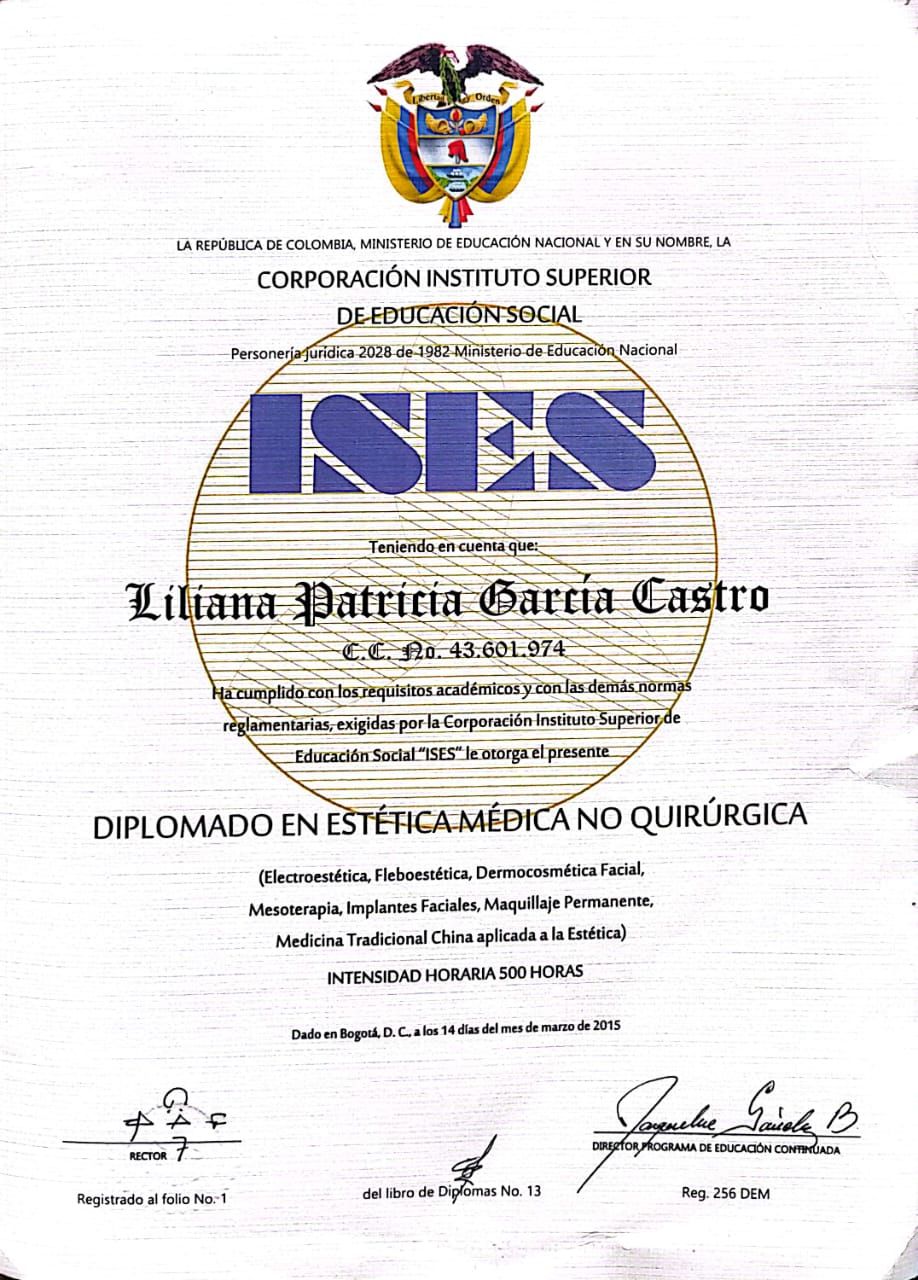 Libertad y Orden
LA REPÚBLICA DE COLOMBIA, MINISTERIO DE EDUCACIÓN NACIONAL Y EN SU NOMBRE, LA
CORPORACIÓN INSTITUTO SUPERIOR
DE EDUCACIÓN SOCIAL
Personería jurídica 2028 de 1982 Ministerio de Educación Nacional
ISES
Teniendo en cuenta que:
Liliana Patricia García Castro
C.C. No. 43.601.974
Ha cumplido con los requisitos académicos y con las demás normas
reglamentarias, exigidas por la Corporación Instituto Superior de
Educación Social "ISES" le otorga el presente
DIPLOMADO EN ESTÉTICA MÉDICA NO QUIRÚRGICA
(Electroestética, Fleboestética, Dermocosmética Facial,
Mesoterapia, Implantes Faciales, Maquillaje Permanente,
Medicina Tradicional China aplicada a la Estética)
INTENSIDAD HORARIA 500 HORAS
Dado en Bogotá, D. C., a los 14 días del mes de marzo de 2015
RECTOR
DIRECTOR PROGRAMA DE EDUCACIÓN CONTINUADA
Registrado al folio No. 1
del libro de Diplomas No. 13
Reg. 256 DEM